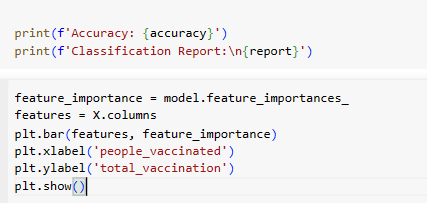 print(f'Accuracy: {accuracy}')
print(f'Classification Report:\n{report}')
feature_importance = model.feature_importances_
features = X.columns
plt.bar(features, feature_importance)
plt.xlabel('people_vaccinated')
plt.ylabel('total_vaccination')
plt.show()